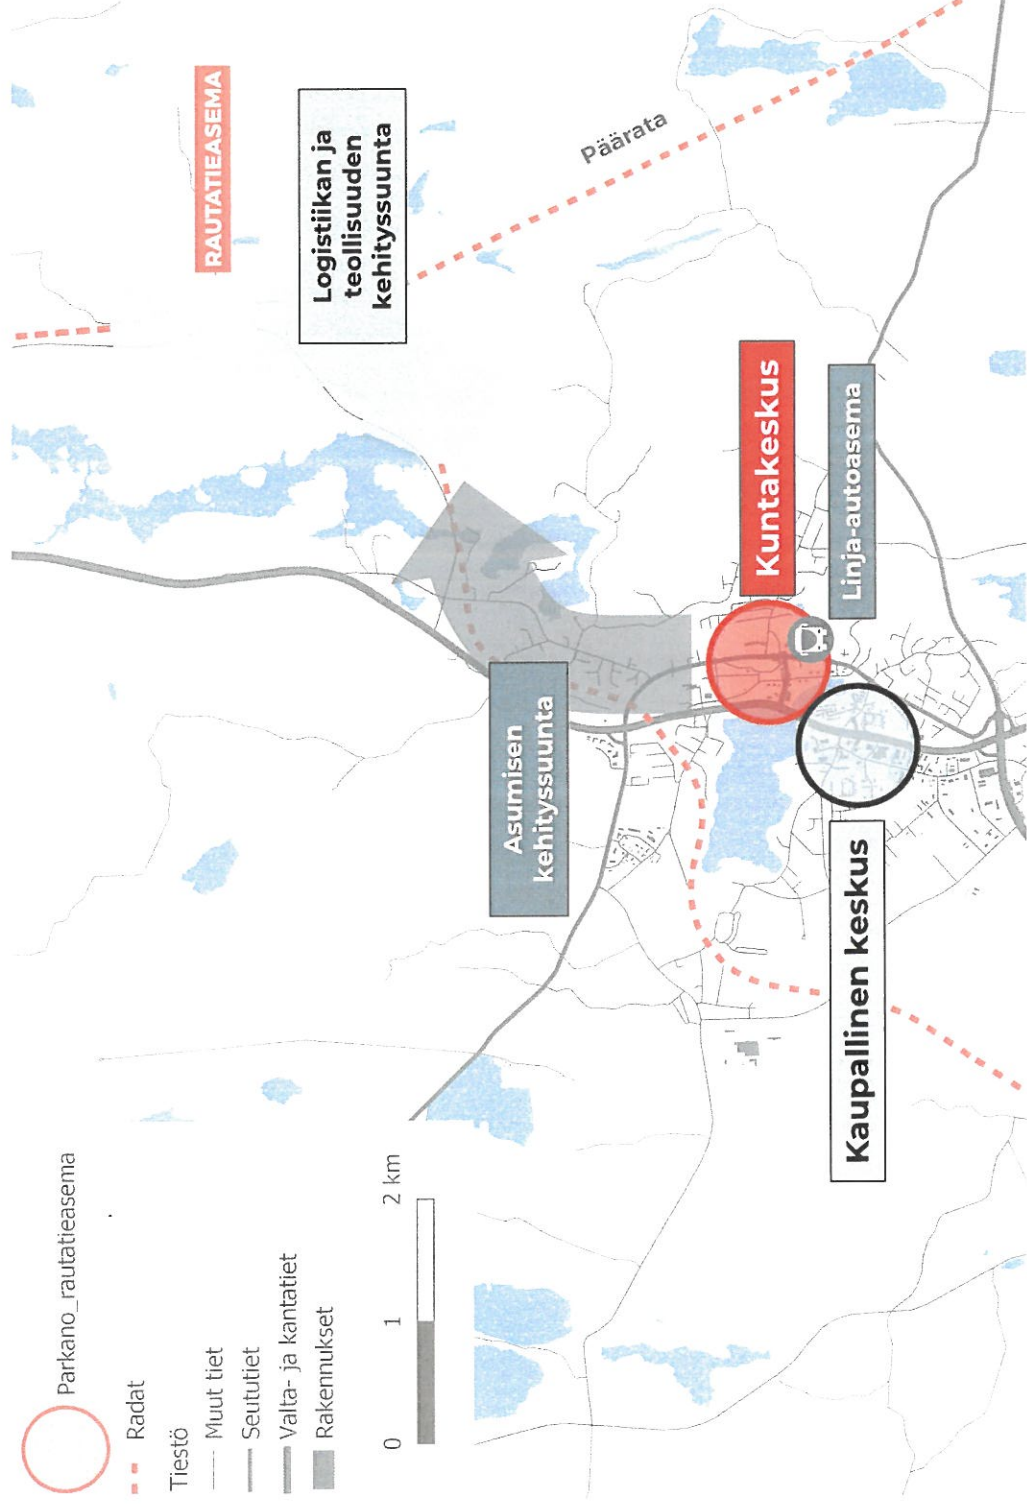 RAUTATIEASEMA
Logistiikan ja
teollisuuden
kehityssuunta
Päärata
Kuntakeskus
Linja-autoasema
Asumisen
kehityssuunta
Kaupallinen keskus
Parkano_rautatieasema
Radat
Tiestö
Muut tiet
Seututiet
Valta- ja kantatiet
Rakennukset
0 1 2 km